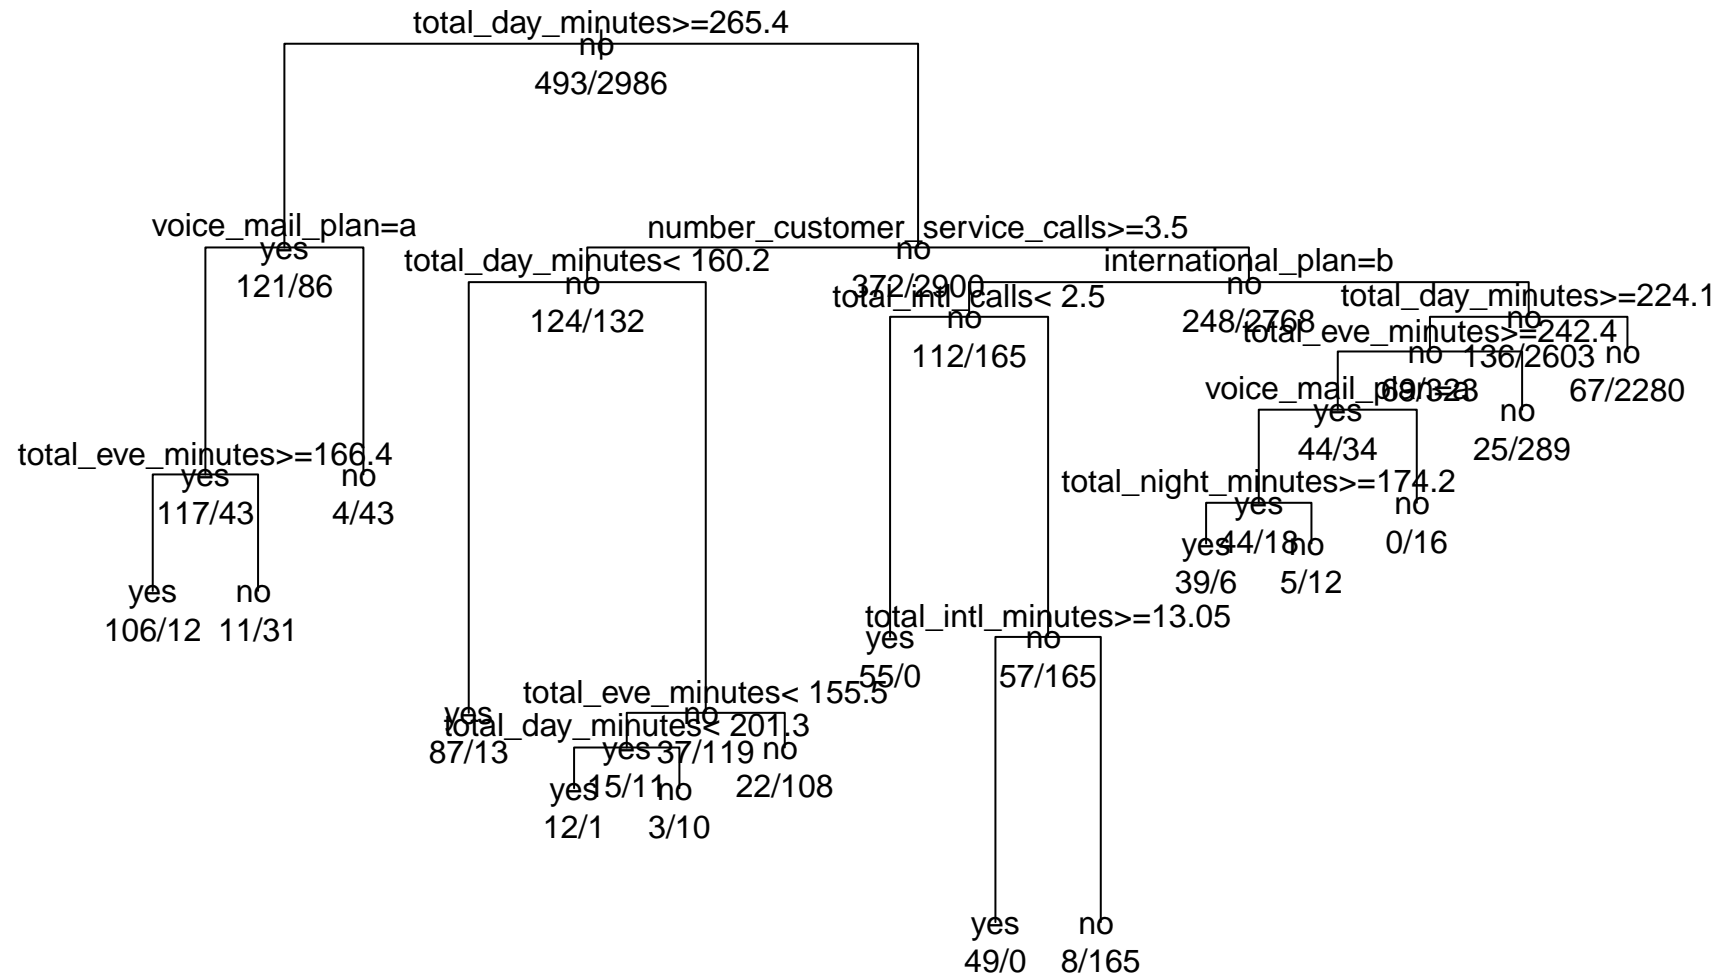 total_day_minutes>=265.4
no
493/2986
voice_mail_plan=a
yes
121/86
number_customer_service_calls>=3.5
no
372/2900
total_day_minutes< 160.2
no
124/132
international_plan=b
no
248/2768
total_intl_calls< 2.5
no
112/165
total_day_minutes>=224.1
no
136/2603
total_eve_minutes>=242.4
no
69/323
no
67/2280
voice_mail_plan=a
yes
44/34
no
25/289
total_eve_minutes>=166.4
yes
117/43
no
4/43
total_night_minutes>=174.2
yes
44/18
no
0/16
yes
39/6
no
5/12
yes
106/12
no
11/31
total_intl_minutes>=13.05
yes
55/0
no
57/165
total_eve_minutes< 155.5
yes
87/13
no
37/119
total_day_minutes< 201.3
yes
15/11
no
22/108
yes
12/1
no
3/10
yes
49/0
no
8/165